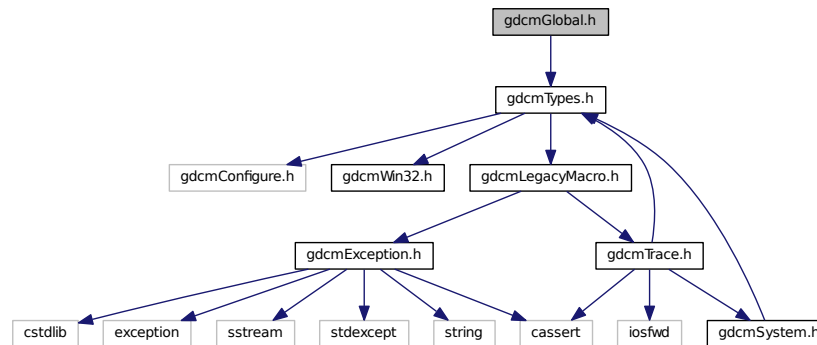 gdcmGlobal.h
gdcmTypes.h
gdcmConfigure.h
gdcmWin32.h
gdcmLegacyMacro.h
gdcmException.h
gdcmTrace.h
cstdlib
exception
sstream
stdexcept
string
cassert
iosfwd
gdcmSystem.h